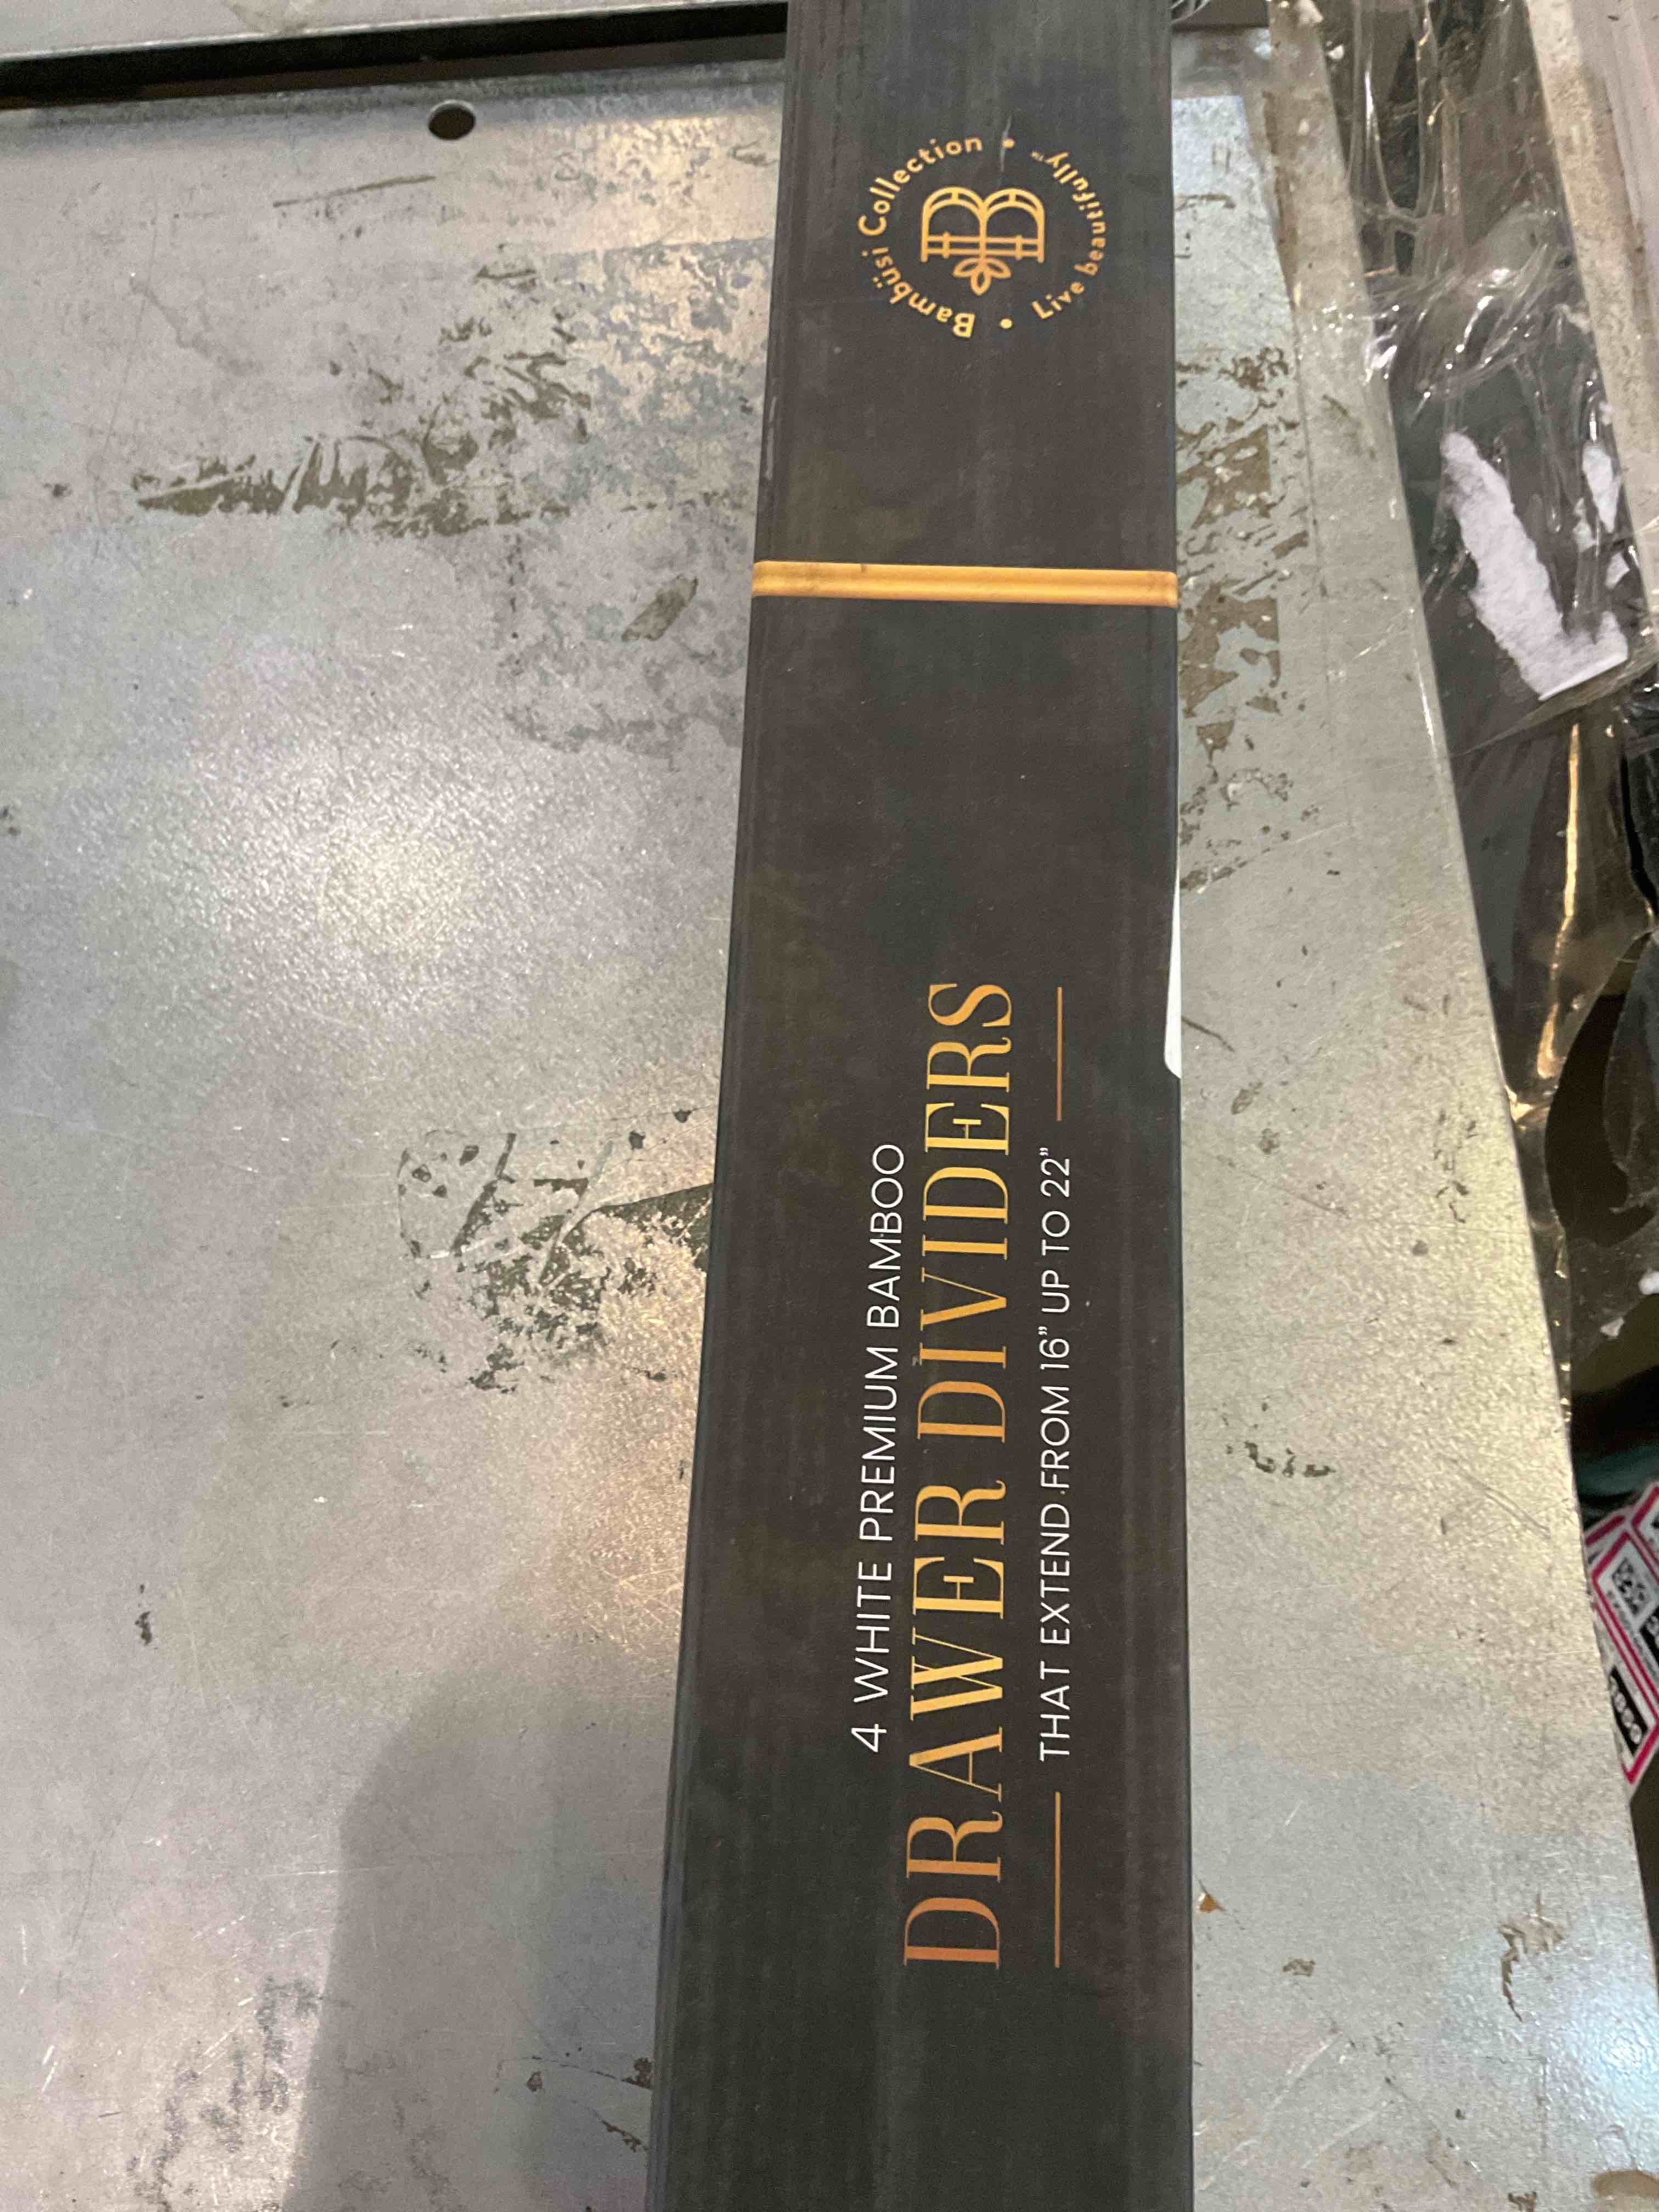 Bambüsi Collection
Live beautifully™
4 WHITE PREMIUM BAMBOO
DRAWER DIVIDERS
THAT EXTEND FROM 16” UP TO 22”